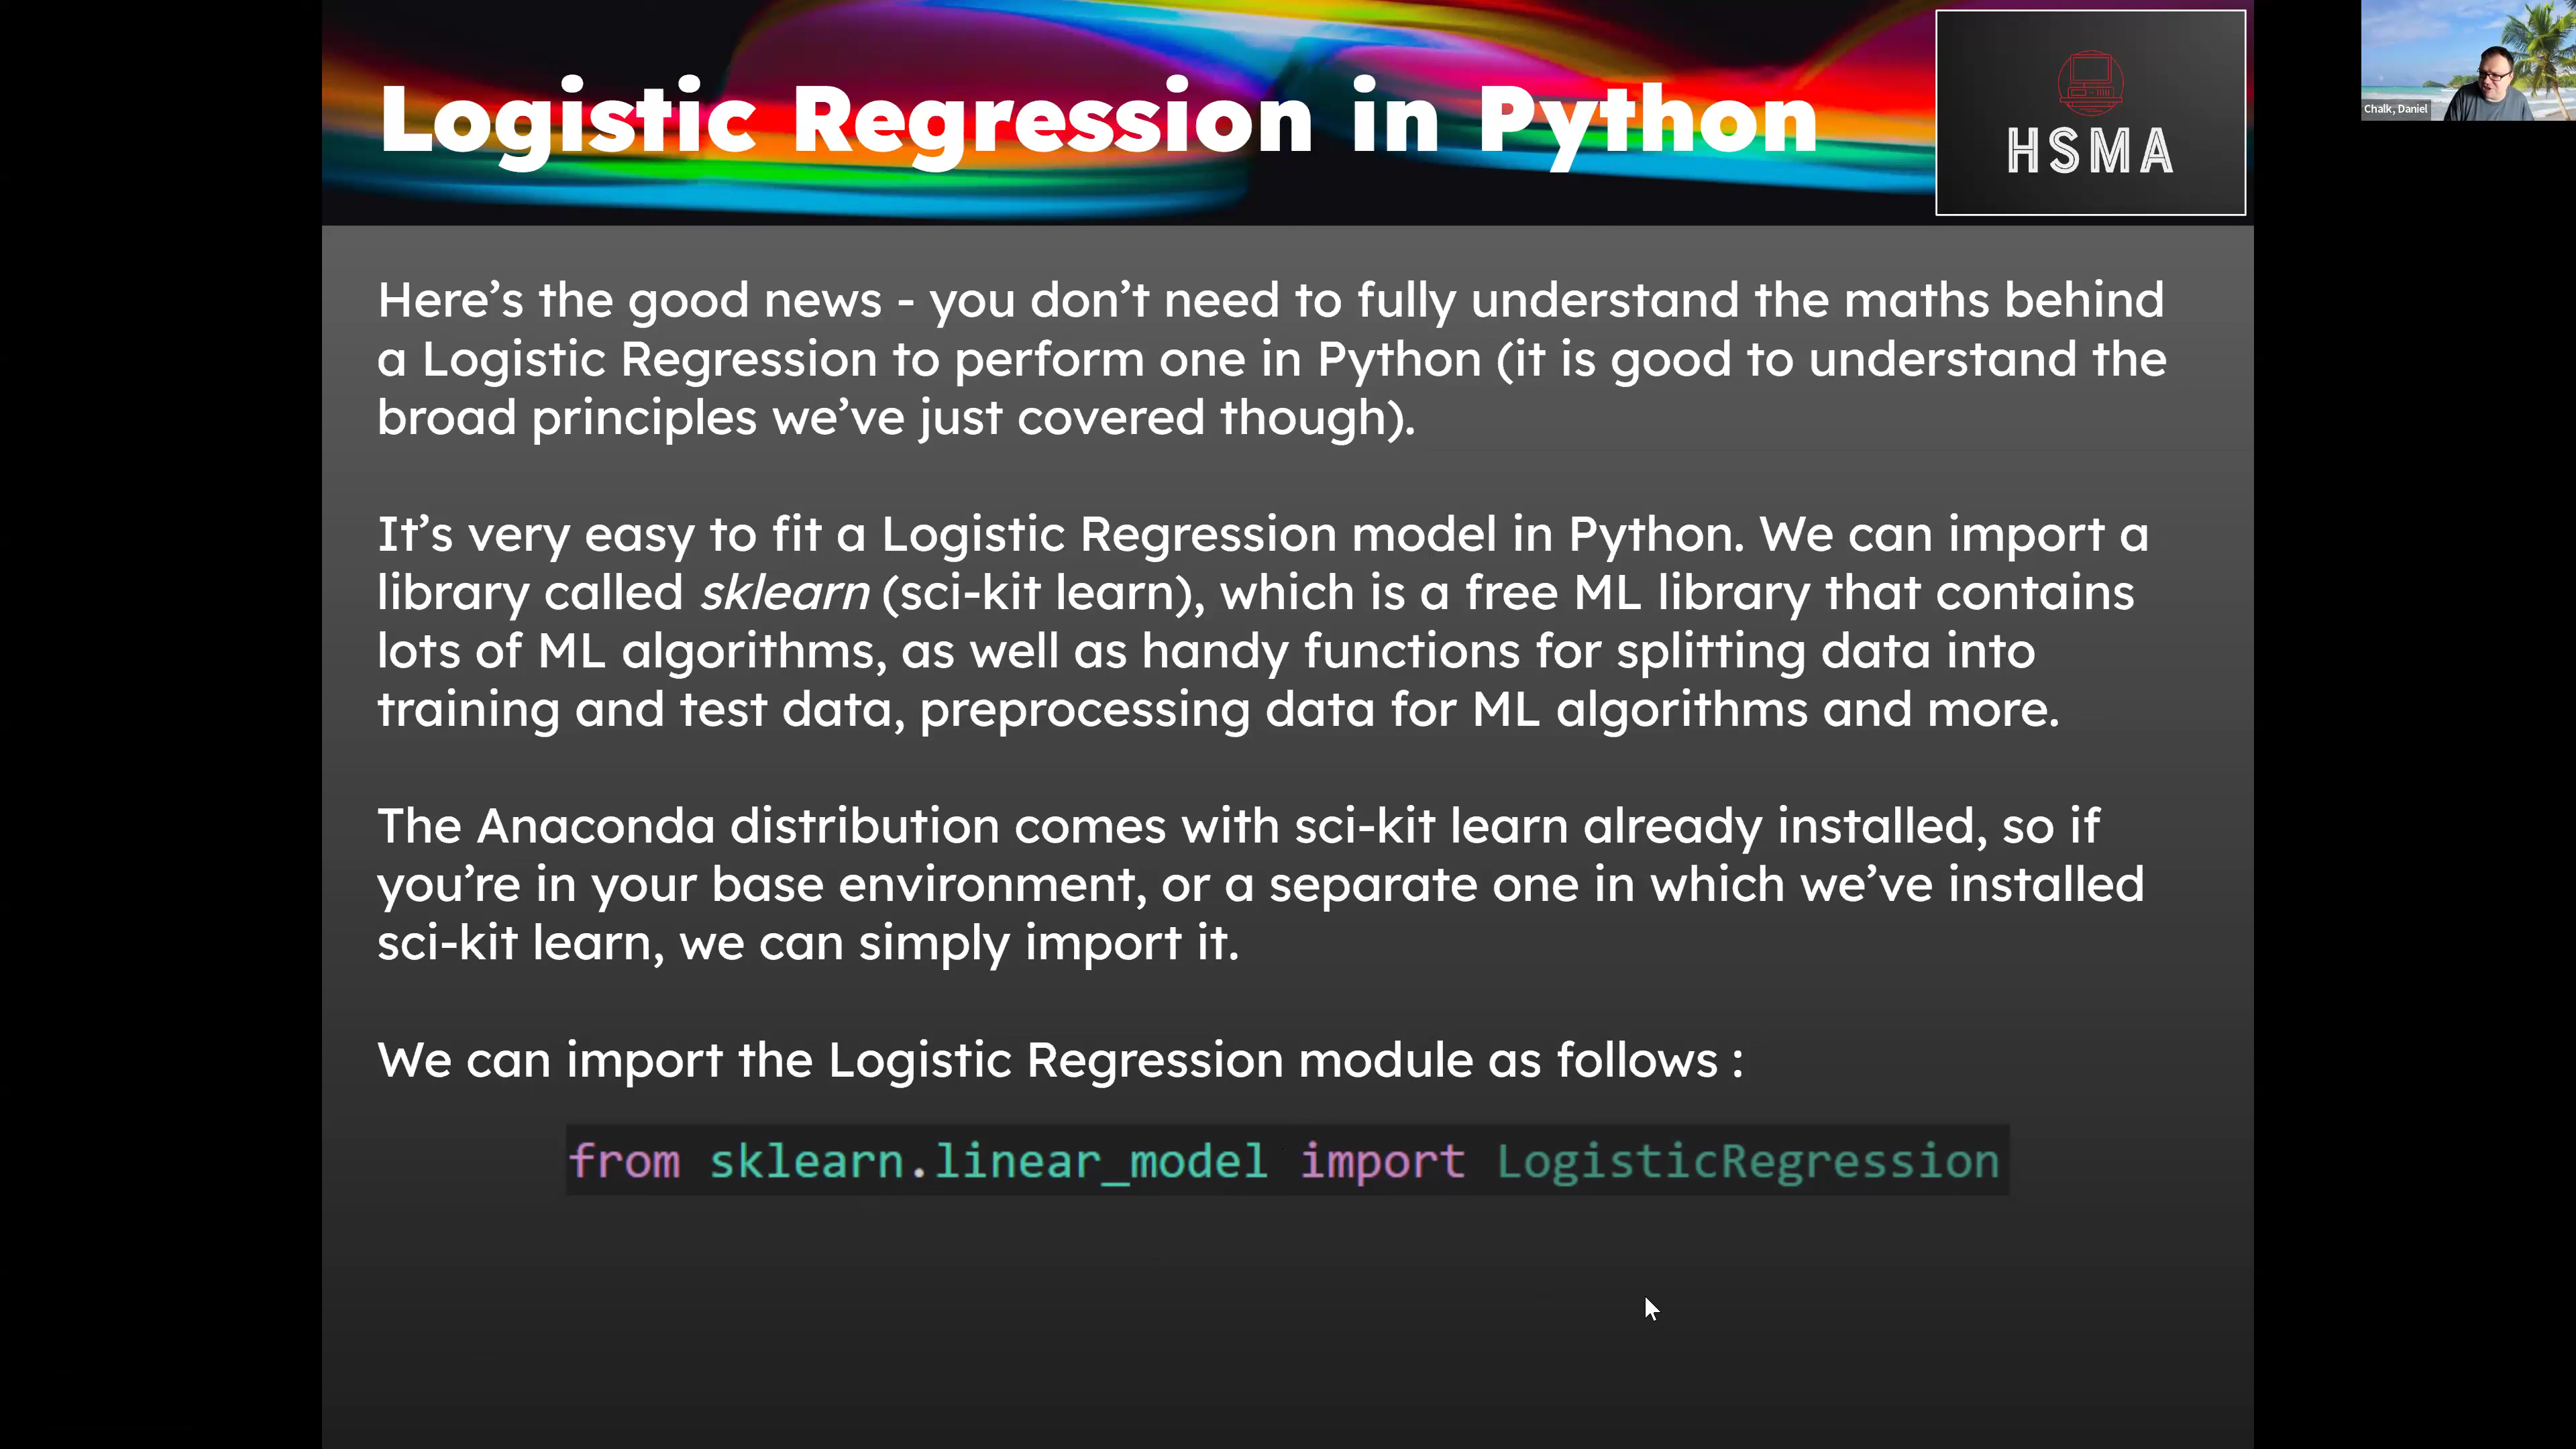 Logistic Regression in Python
HSMA
Chalk, Daniel
Here's the good news - you don't need to fully understand the maths behind
a Logistic Regression to perform one in Python (it is good to understand the
broad principles we've just covered though).
It's very easy to fit a Logistic Regression model in Python. We can import a
library called sklearn (sci-kit learn), which is a free ML library that contains
lots of ML algorithms, as well as handy functions for splitting data into
training and test data, preprocessing data for ML algorithms and more.
The Anaconda distribution comes with sci-kit learn already installed, so if
you're in your base environment, or a separate one in which we've installed
sci-kit learn, we can simply import it.
We can import the Logistic Regression module as follows :
from sklearn.linear_model import LogisticRegression